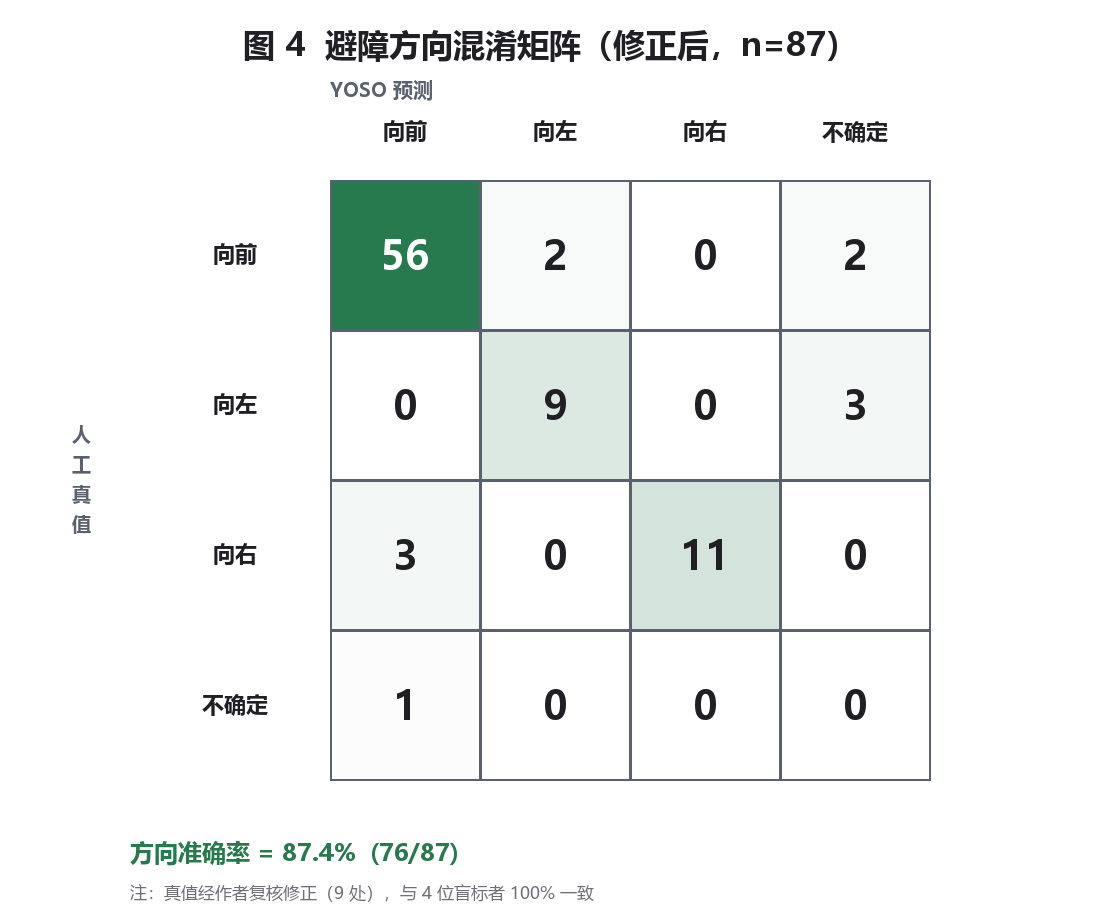 图 4 避障方向混淆矩阵（修正后，n=87）
YOSO 预测
向前 向左 向右 不确定
向前 56 2 0 2
向左 0 9 0 3
人工真值
向右 3 0 11 0
不确定 1 0 0 0
方向准确率 = 87.4%（76/87）
注：真值经作者复核修正（9 处），与 4 位盲标者 100% 一致